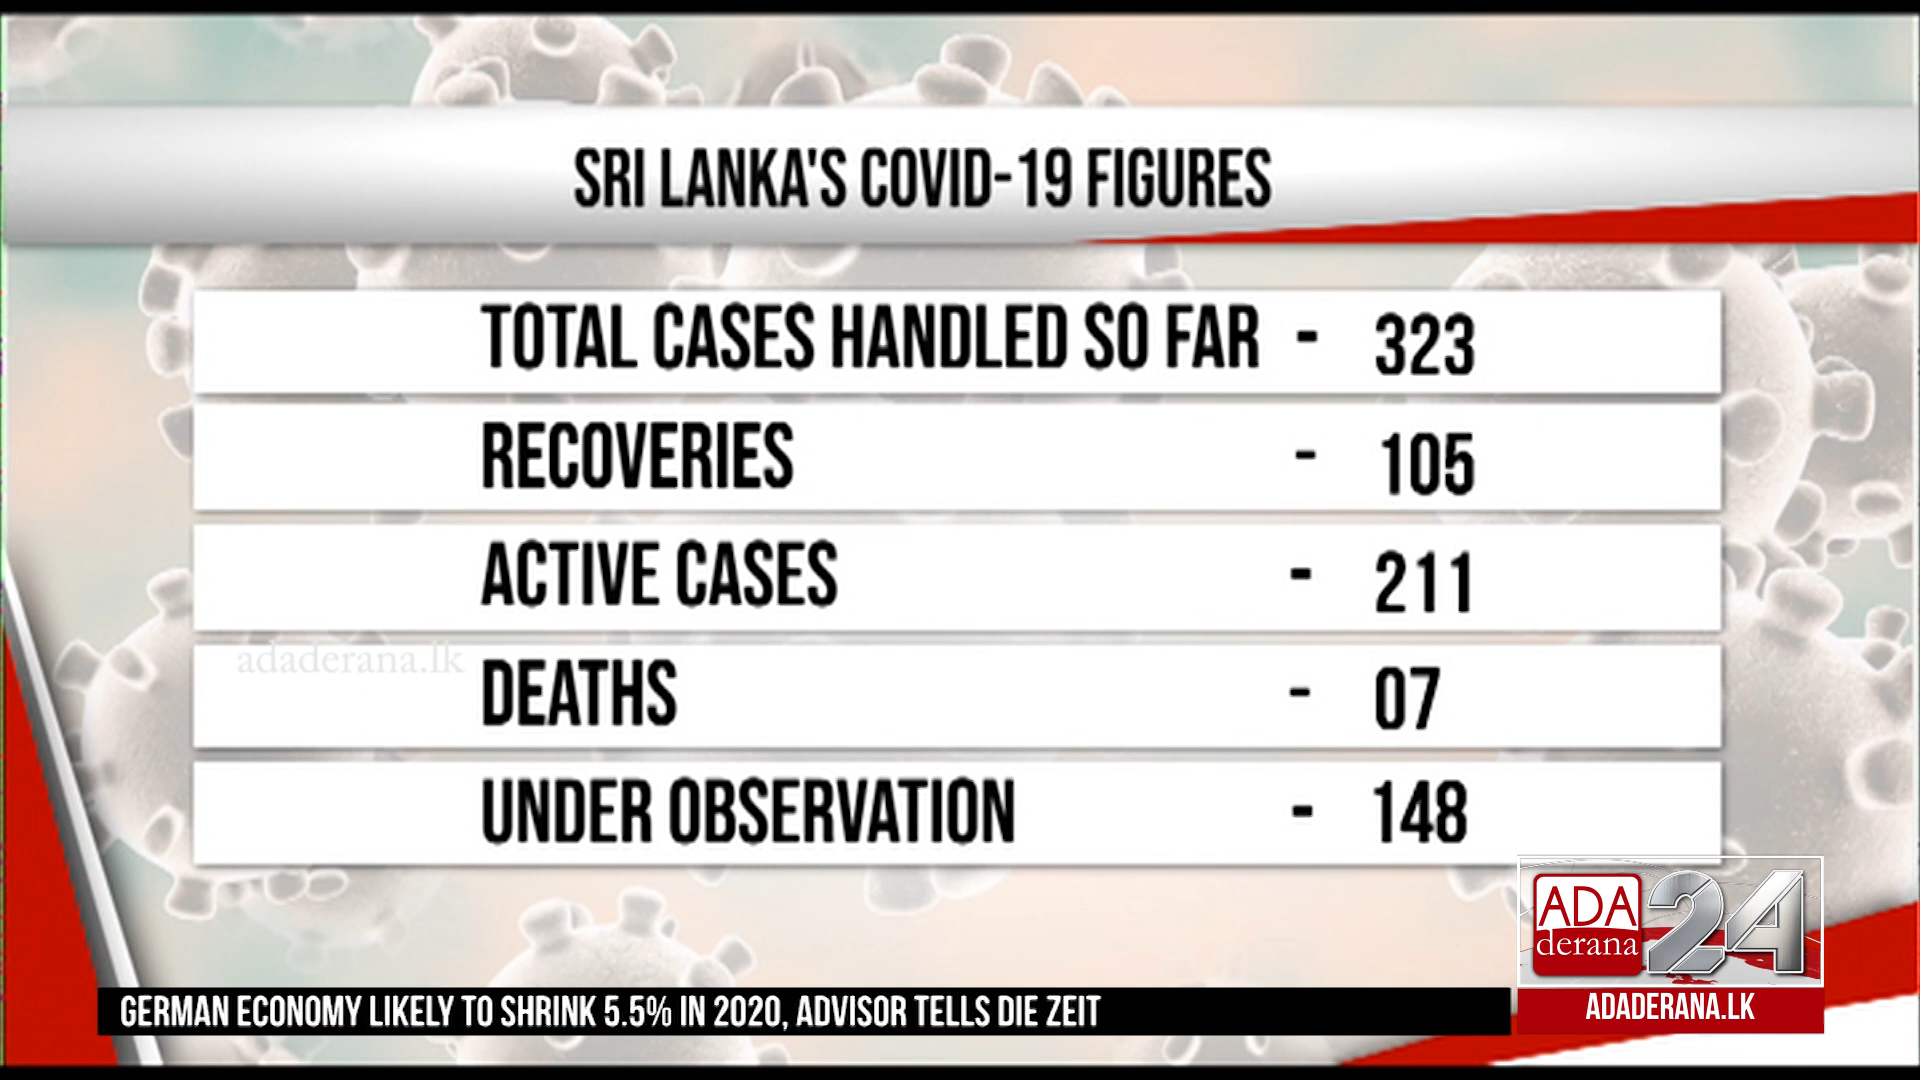 SRI LANKA'S COVID-19 FIGURES
TOTAL CASES HANDLED SO FAR - 323
RECOVERIES - 105
ACTIVE CASES - 211
adaderana.lk
DEATHS - 07
UNDER OBSERVATION - 148
ADA
derana
24
GERMAN ECONOMY LIKELY TO SHRINK 5.5% IN 2020, ADVISOR TELLS DIE ZEIT
ADADERANA.LK